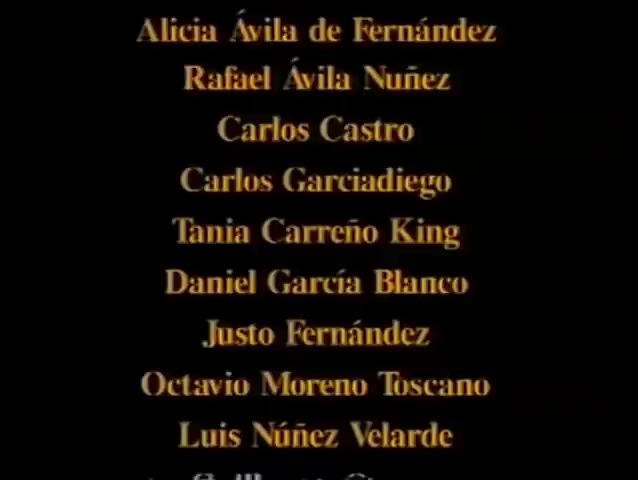 Alicia Ávila de Fernández
Rafael Ávila Nuñez
Carlos Castro
Carlos Garciadiego
Tania Carreño King
Daniel García Blanco
Justo Fernández
Octavio Moreno Toscano
Luis Núñez Velarde